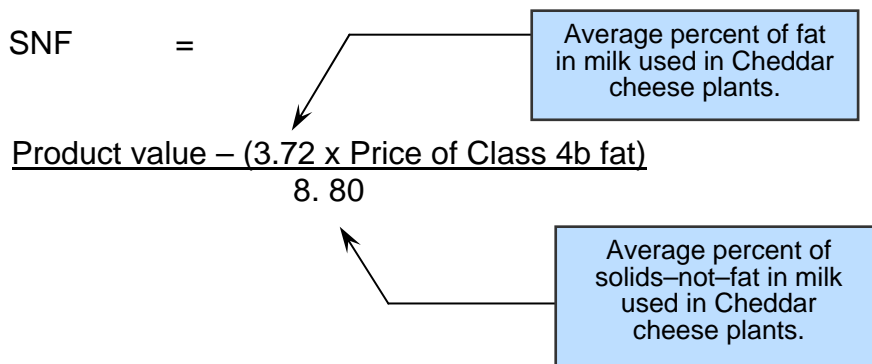 SNF =
Average percent of fat
in milk used in Cheddar
cheese plants.
Product value – (3.72 x Price of Class 4b fat)
8. 80
Average percent of
solids–not–fat in milk
used in Cheddar
cheese plants.